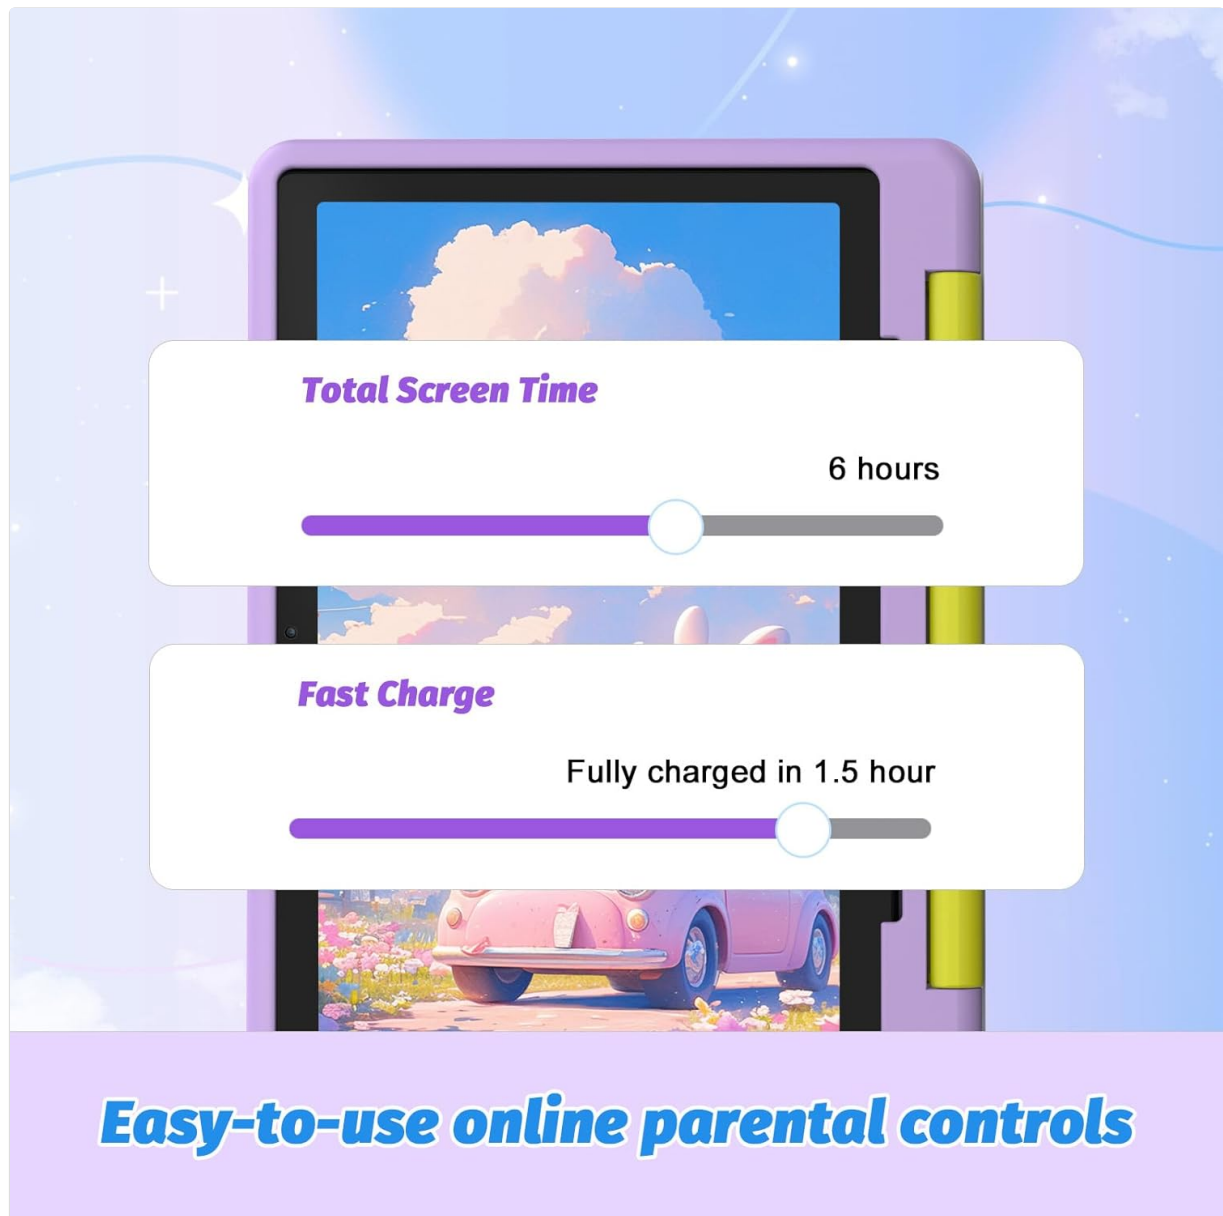 Total Screen Time
6 hours
Fast Charge
Fully charged in 1.5 hour
Easy-to-use online parental controls